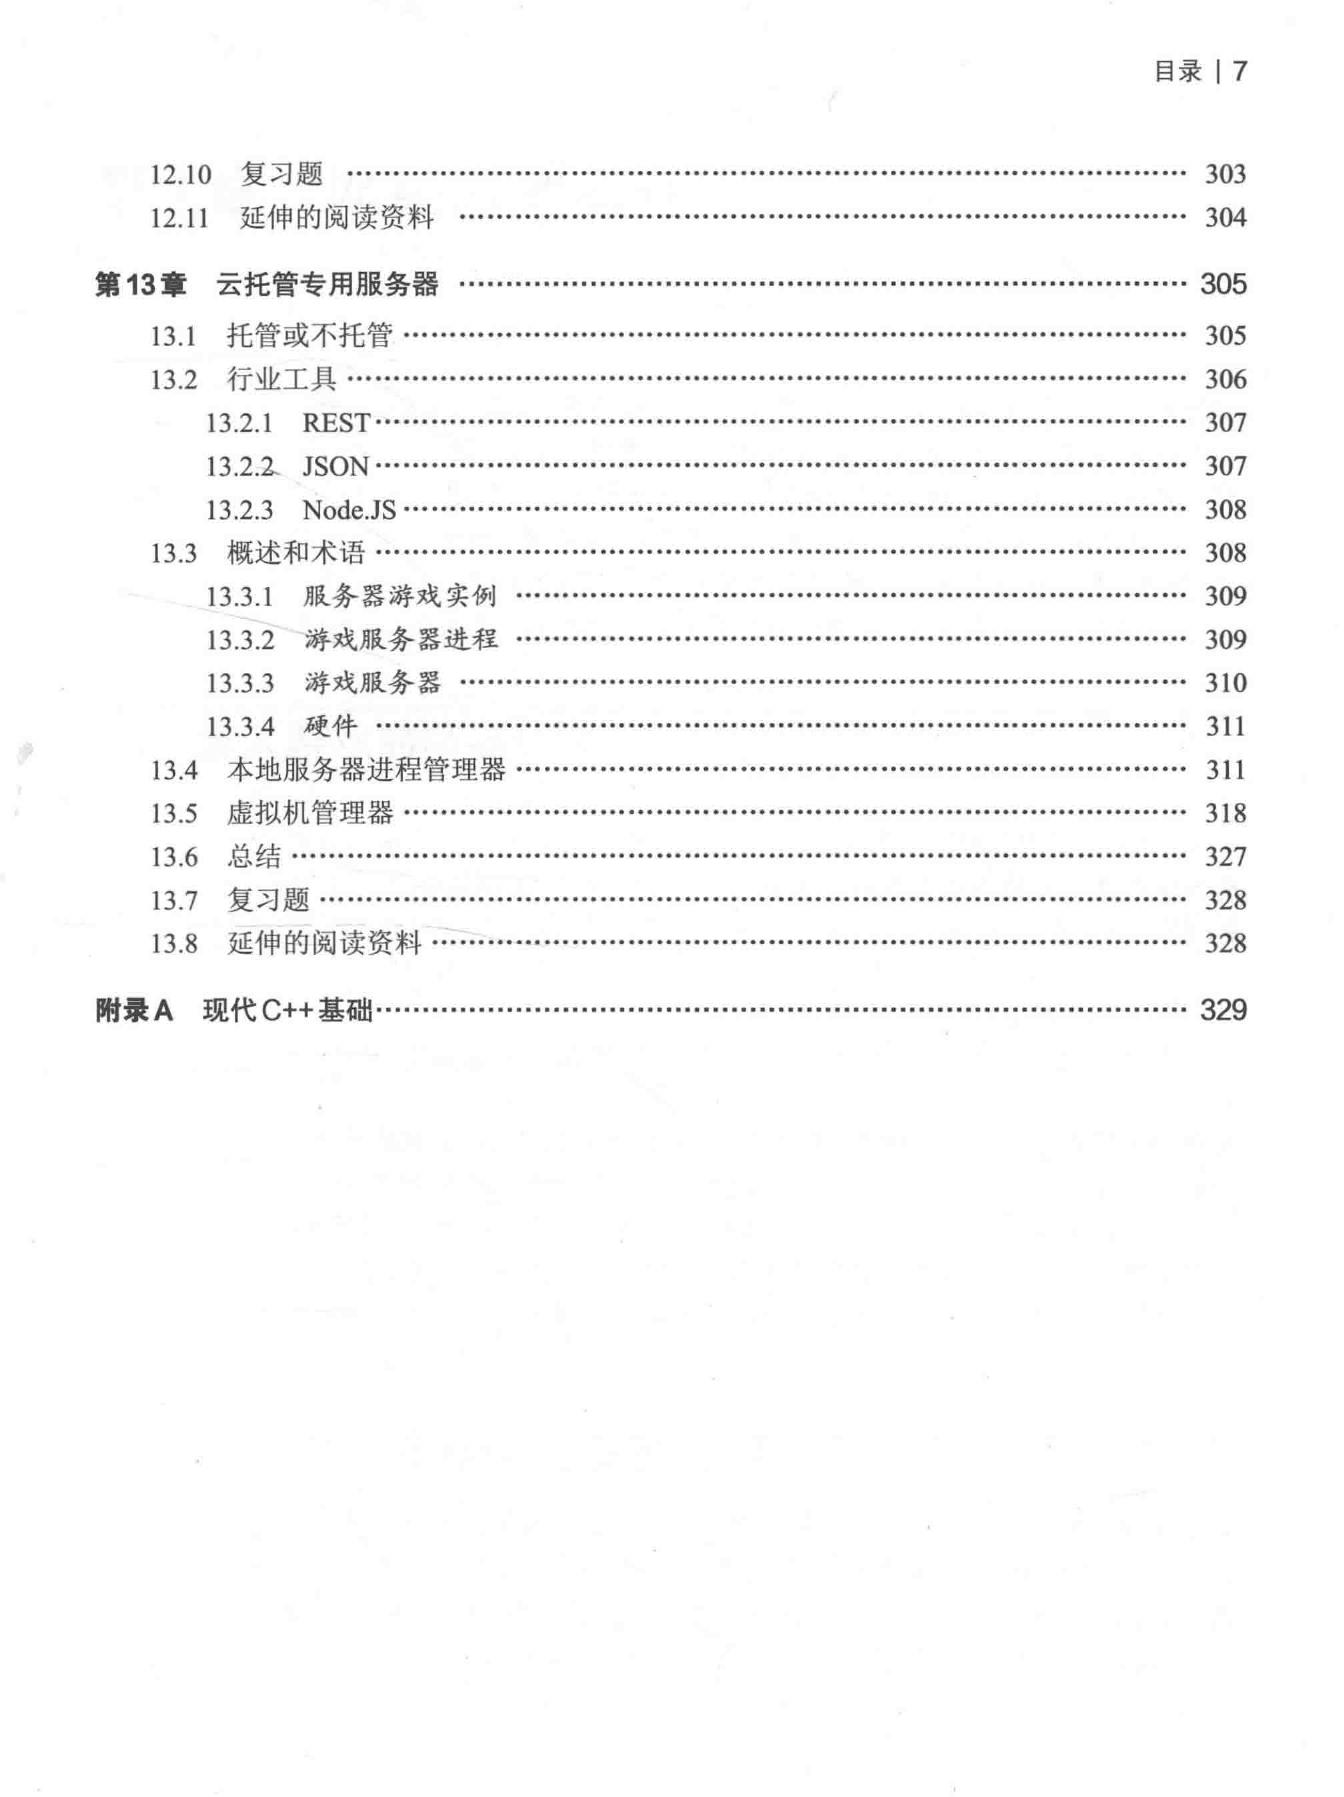 目录 | 7
12.10 复习题 …… 303
12.11 延伸的阅读资料 …… 304
第13章 云托管专用服务器 …… 305
13.1 托管或不托管 …… 305
13.2 行业工具 …… 306
13.2.1 REST …… 307
13.2.2 JSON …… 307
13.2.3 Node.JS …… 308
13.3 概述和术语 …… 308
13.3.1 服务器游戏实例 …… 309
13.3.2 游戏服务器进程 …… 309
13.3.3 游戏服务器 …… 310
13.3.4 硬件 …… 311
13.4 本地服务器进程管理器 …… 311
13.5 虚拟机管理器 …… 318
13.6 总结 …… 327
13.7 复习题 …… 328
13.8 延伸的阅读资料 …… 328
附录A 现代C++基础 …… 329